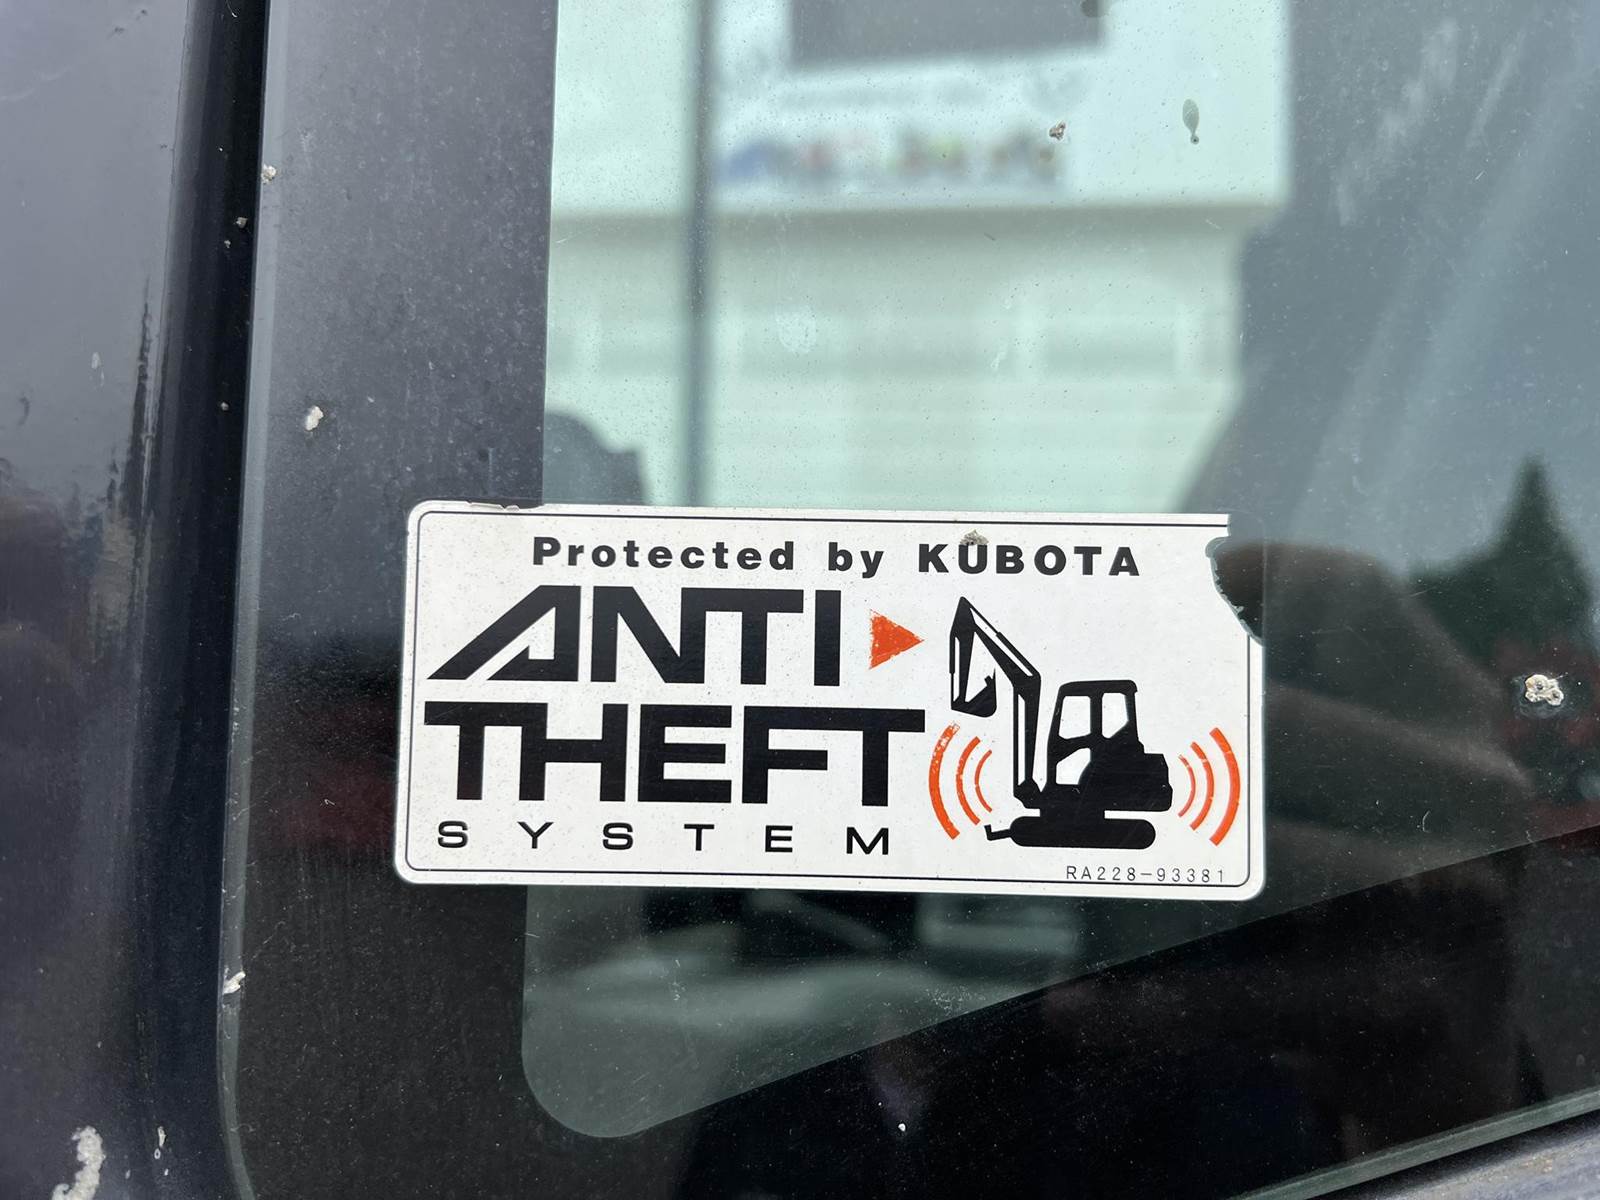 Protected by KUBOTA
ANTI
THEFT
SYSTEM
RA228-93381